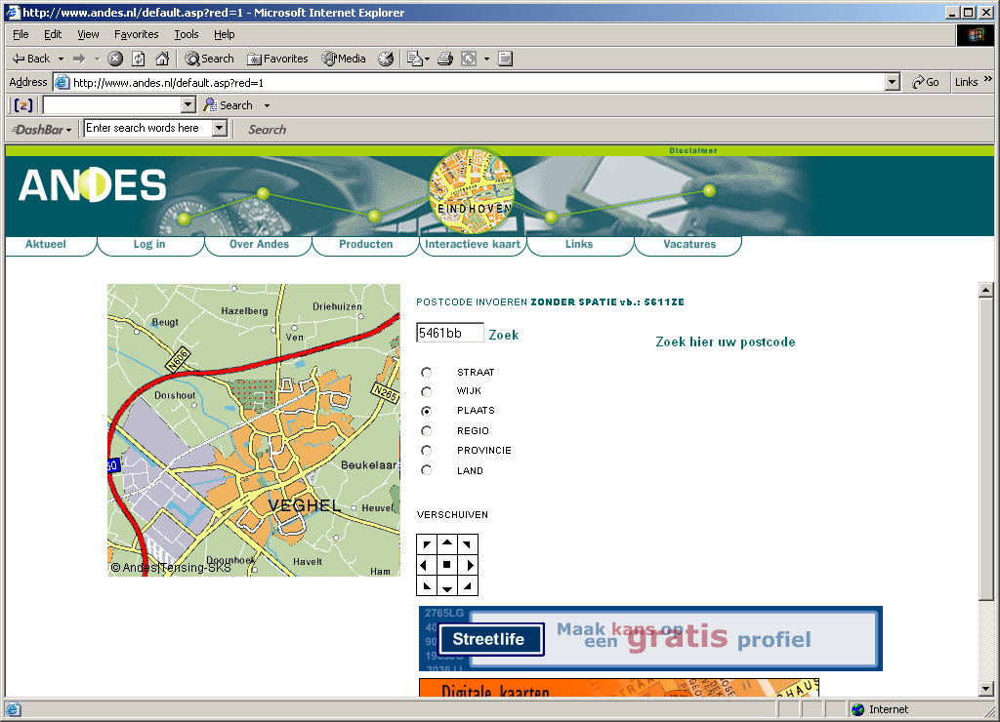 http://www.andes.nl/default.asp?red=1 - Microsoft Internet Explorer
File Edit View Favorites Tools Help
Back Search Favorites Media
Address http://www.andes.nl/default.asp?red=1 Go Links »
[z] Search
DashBar Enter search words here Search
Disclaimer
ANDES
EINDHOVEN
Aktueel Log in Over Andes Producten Interactieve kaart Links Vacatures
POSTCODE INVOEREN ZONDER SPATIE vb.: 5611ZE
5461bb Zoek
Zoek hier uw postcode
STRAAT
WIJK
PLAATS
REGIO
PROVINCIE
LAND
VERSCHUIVEN
Hazelberg
Driehuizen
Beugt
Ven
N606
Dorshout
N265
Beukelaar
VEGHEL
Heuvel
Doornhoek
Havelt
Ham
© Andes|Tensing-SKS
2765LG
Streetlife
Maak kans op
een gratis profiel
3036LL
Digitale kaarten